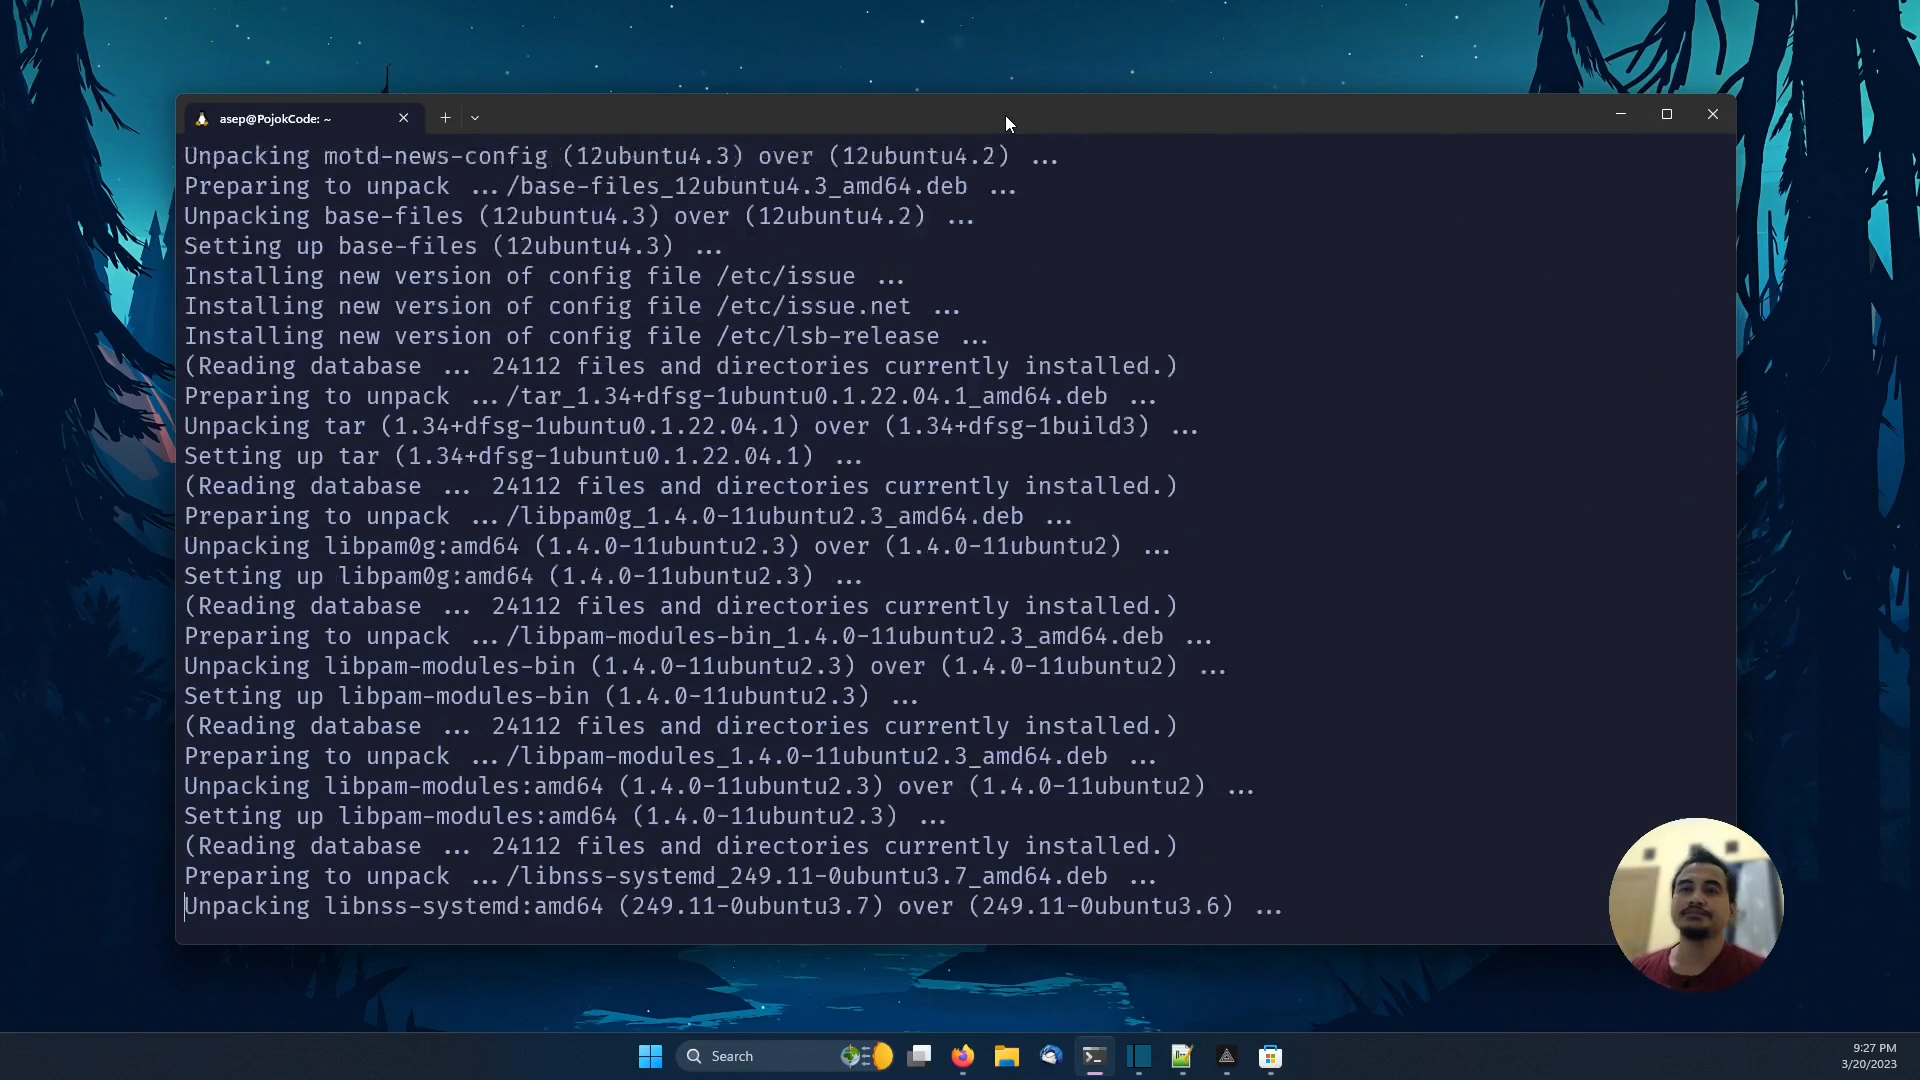 asep@PojokCode: ~
Unpacking motd-news-config (12ubuntu4.3) over (12ubuntu4.2) ...
Preparing to unpack .../base-files_12ubuntu4.3_amd64.deb ...
Unpacking base-files (12ubuntu4.3) over (12ubuntu4.2) ...
Setting up base-files (12ubuntu4.3) ...
Installing new version of config file /etc/issue ...
Installing new version of config file /etc/issue.net ...
Installing new version of config file /etc/lsb-release ...
(Reading database ... 24112 files and directories currently installed.)
Preparing to unpack .../tar_1.34+dfsg-1ubuntu0.1.22.04.1_amd64.deb ...
Unpacking tar (1.34+dfsg-1ubuntu0.1.22.04.1) over (1.34+dfsg-1build3) ...
Setting up tar (1.34+dfsg-1ubuntu0.1.22.04.1) ...
(Reading database ... 24112 files and directories currently installed.)
Preparing to unpack .../libpam0g_1.4.0-11ubuntu2.3_amd64.deb ...
Unpacking libpam0g:amd64 (1.4.0-11ubuntu2.3) over (1.4.0-11ubuntu2) ...
Setting up libpam0g:amd64 (1.4.0-11ubuntu2.3) ...
(Reading database ... 24112 files and directories currently installed.)
Preparing to unpack .../libpam-modules-bin_1.4.0-11ubuntu2.3_amd64.deb ...
Unpacking libpam-modules-bin (1.4.0-11ubuntu2.3) over (1.4.0-11ubuntu2) ...
Setting up libpam-modules-bin (1.4.0-11ubuntu2.3) ...
(Reading database ... 24112 files and directories currently installed.)
Preparing to unpack .../libpam-modules_1.4.0-11ubuntu2.3_amd64.deb ...
Unpacking libpam-modules:amd64 (1.4.0-11ubuntu2.3) over (1.4.0-11ubuntu2) ...
Setting up libpam-modules:amd64 (1.4.0-11ubuntu2.3) ...
(Reading database ... 24112 files and directories currently installed.)
Preparing to unpack .../libnss-systemd_249.11-0ubuntu3.7_amd64.deb ...
Unpacking libnss-systemd:amd64 (249.11-0ubuntu3.7) over (249.11-0ubuntu3.6) ...
Search
9:27 PM
3/20/2023